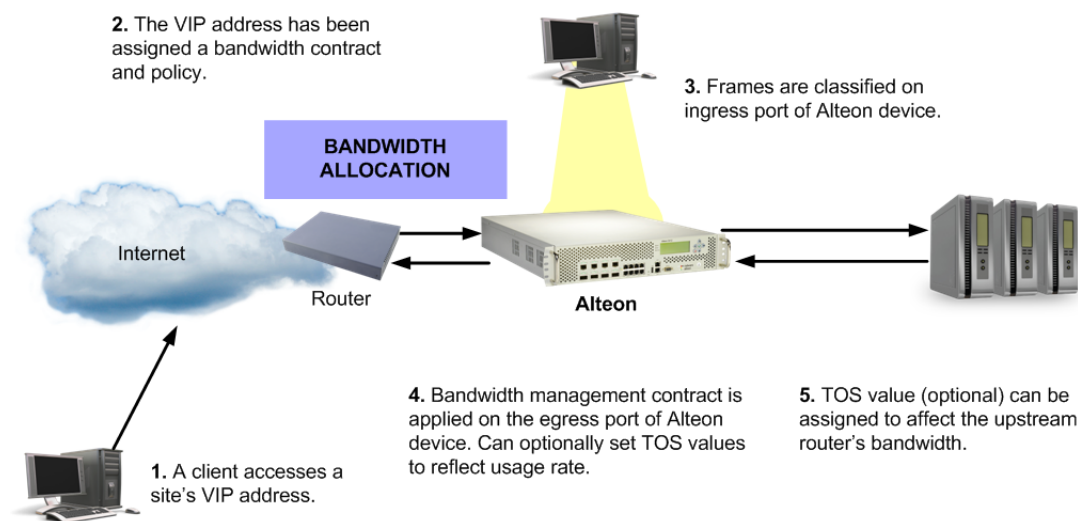 2. The VIP address has been
assigned a bandwidth contract
and policy.
3. Frames are classified on
ingress port of Alteon device.
BANDWIDTH
ALLOCATION
Internet
Router
Alteon
4. Bandwidth management contract is
applied on the egress port of Alteon
device. Can optionally set TOS values
to reflect usage rate.
5. TOS value (optional) can be
assigned to affect the upstream
router's bandwidth.
1. A client accesses a
site's VIP address.